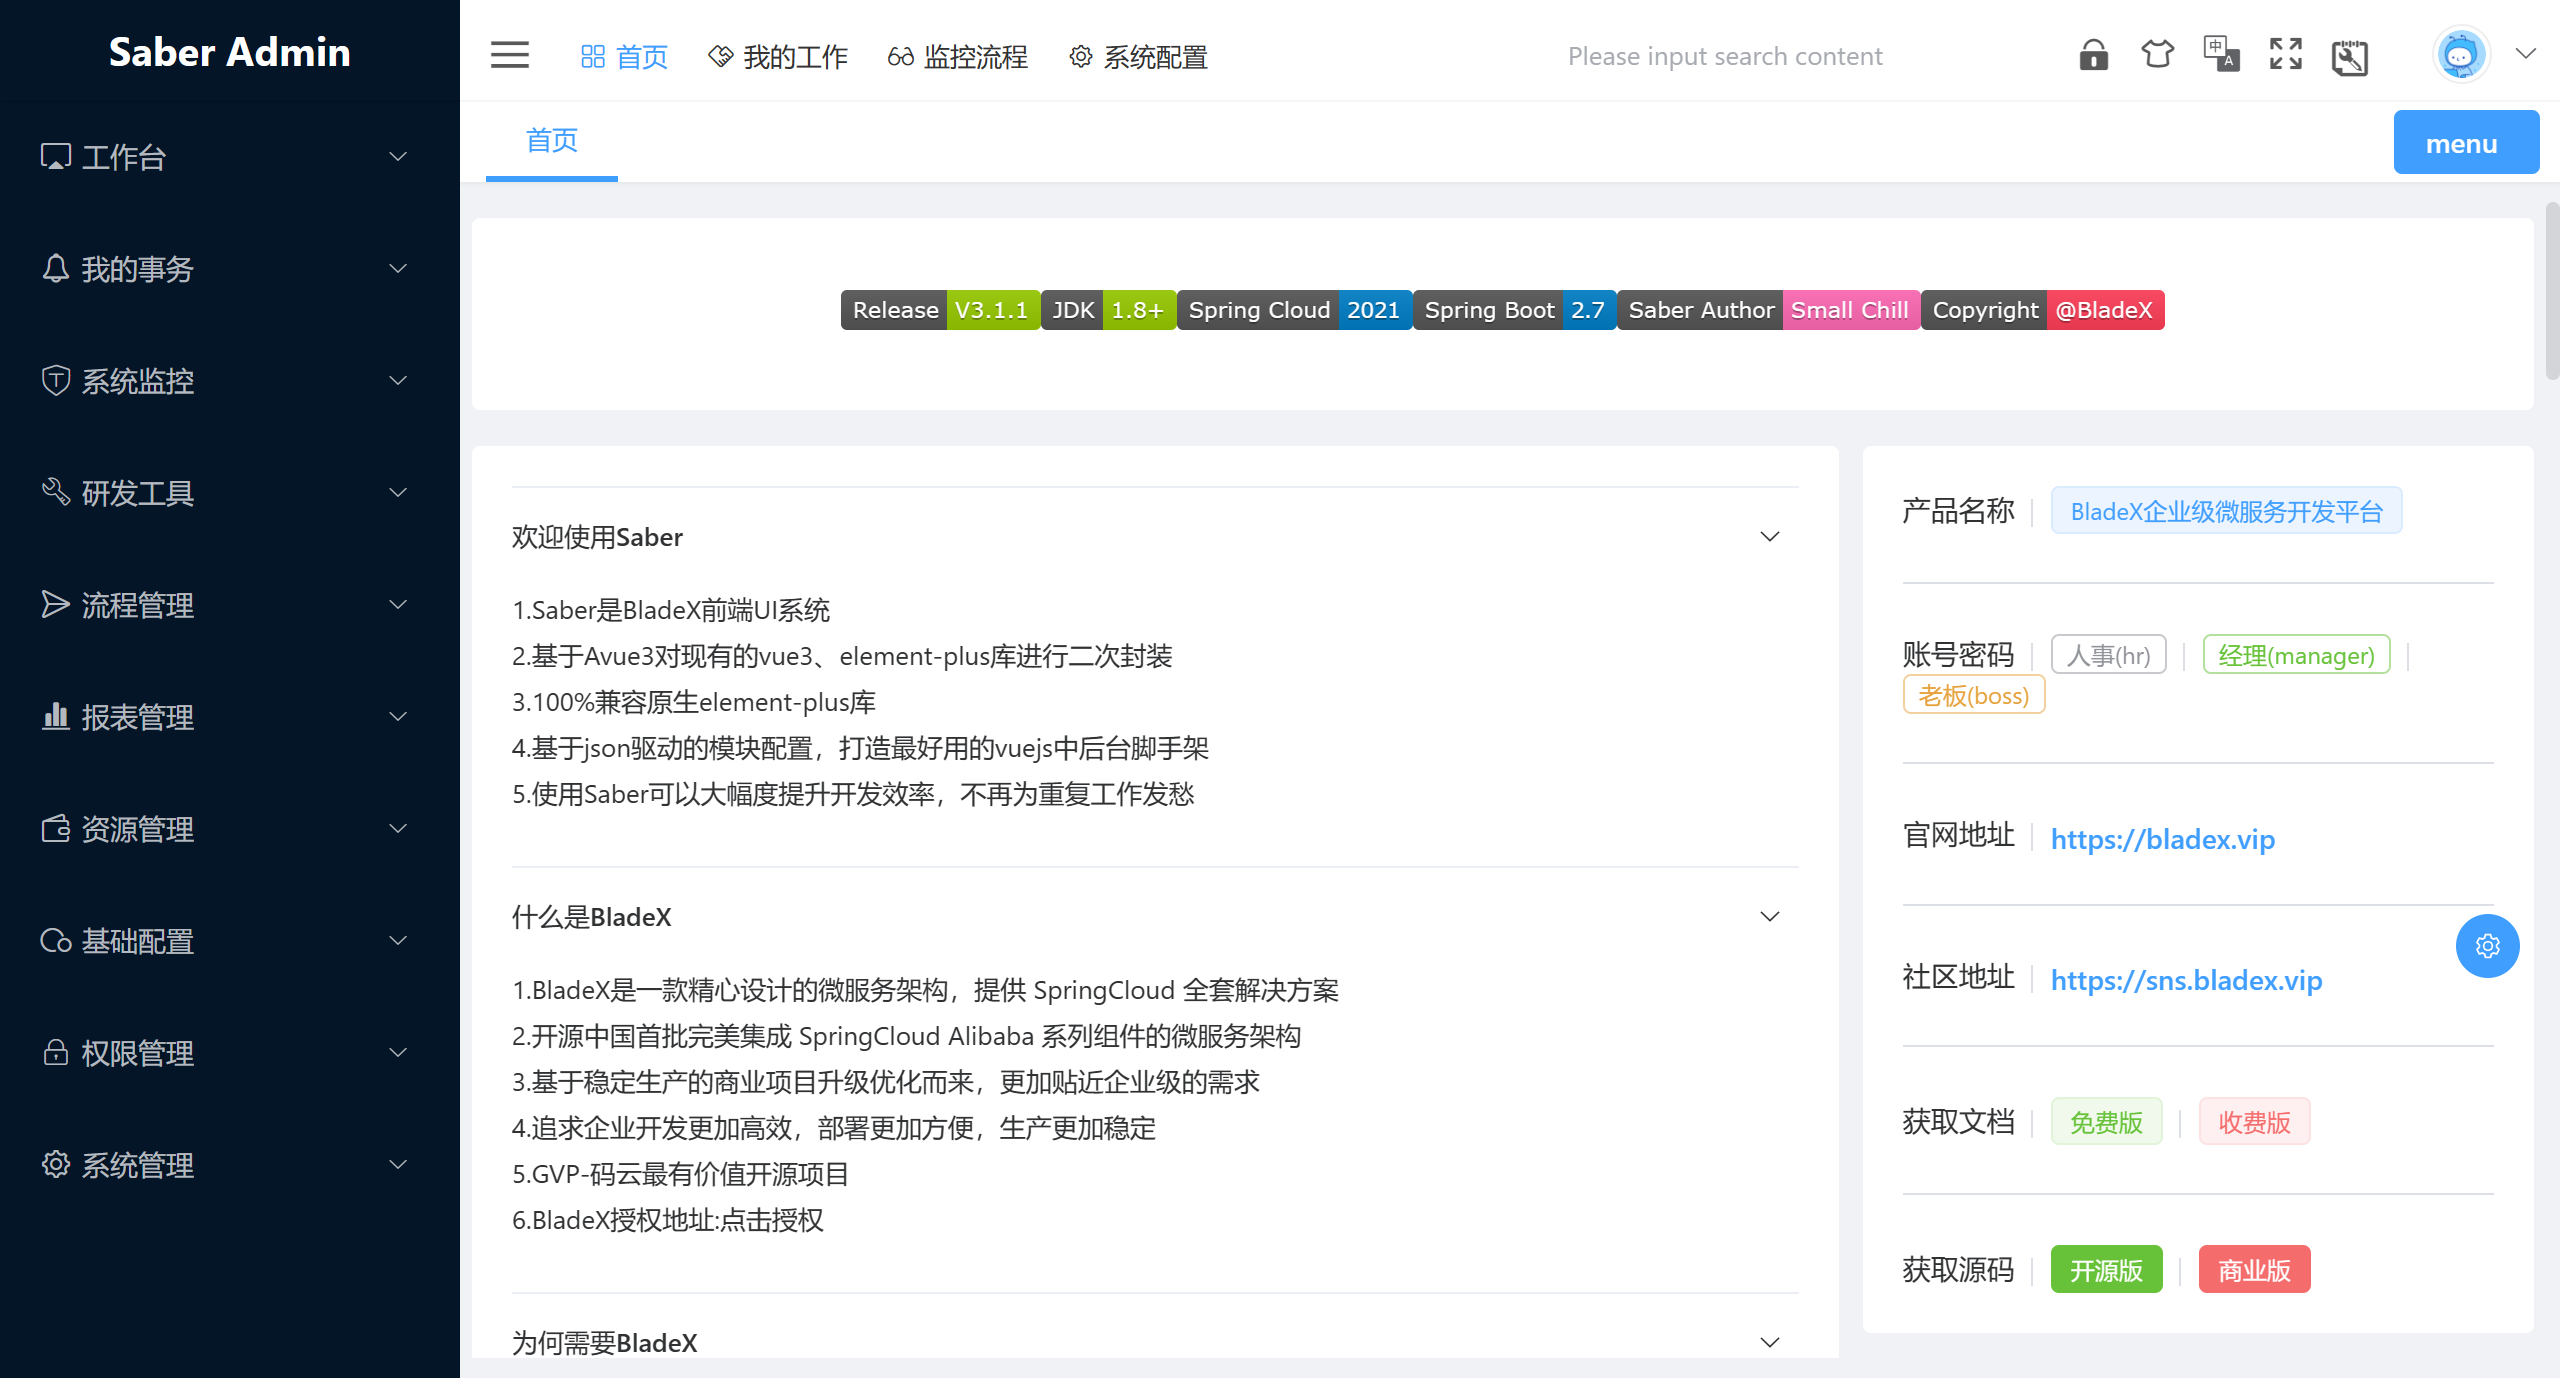 Saber Admin
首页 我的工作 监控流程 系统配置 Please input search content 中 A
首页 menu
工作台
我的事务
系统监控
研发工具
流程管理
报表管理
资源管理
基础配置
权限管理
系统管理
Release V3.1.1 JDK 1.8+ Spring Cloud 2021 Spring Boot 2.7 Saber Author Small Chill Copyright @BladeX
欢迎使用Saber
1.Saber是BladeX前端UI系统
2.基于Avue3对现有的vue3、element-plus库进行二次封装
3.100%兼容原生element-plus库
4.基于json驱动的模块配置，打造最好用的vuejs中后台脚手架
5.使用Saber可以大幅度提升开发效率，不再为重复工作发愁
什么是BladeX
1.BladeX是一款精心设计的微服务架构，提供 SpringCloud 全套解决方案
2.开源中国首批完美集成 SpringCloud Alibaba 系列组件的微服务架构
3.基于稳定生产的商业项目升级优化而来，更加贴近企业级的需求
4.追求企业开发更加高效，部署更加方便，生产更加稳定
5.GVP-码云最有价值开源项目
6.BladeX授权地址:点击授权
为何需要BladeX
产品名称 BladeX企业级微服务开发平台
账号密码 人事(hr) 经理(manager)
老板(boss)
官网地址 https://bladex.vip
社区地址 https://sns.bladex.vip
获取文档 免费版 收费版
获取源码 开源版 商业版